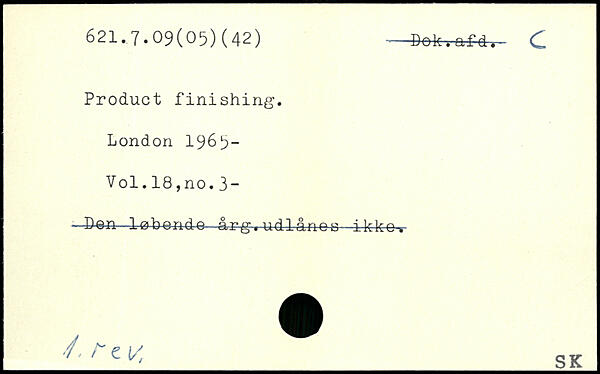 621.7.09(05)(42) Dok.afd. C
Product finishing.
London 1965-
Vol.18,no.3-
Den løbende årg.udlånes ikke.
1. rev.
SK